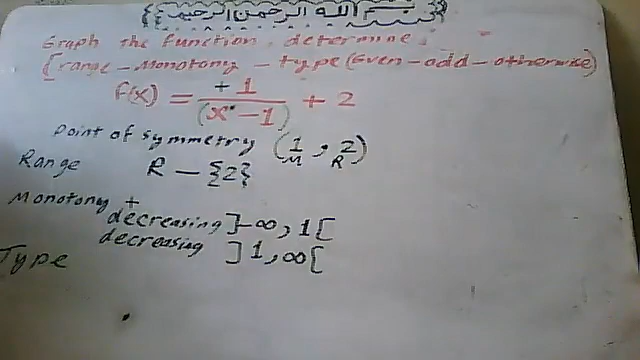 بسم الله الرحمن الرحيم
Graph the function, determine:
[range - Monotony - type (Even - odd - otherwise)
f(x) = +1/(x - 1) + 2
Point of symmetry (1, 2)
M R
Range R - {2}
Monotony +
decreasing ]-∞, 1[
decreasing ]1, ∞[
Type